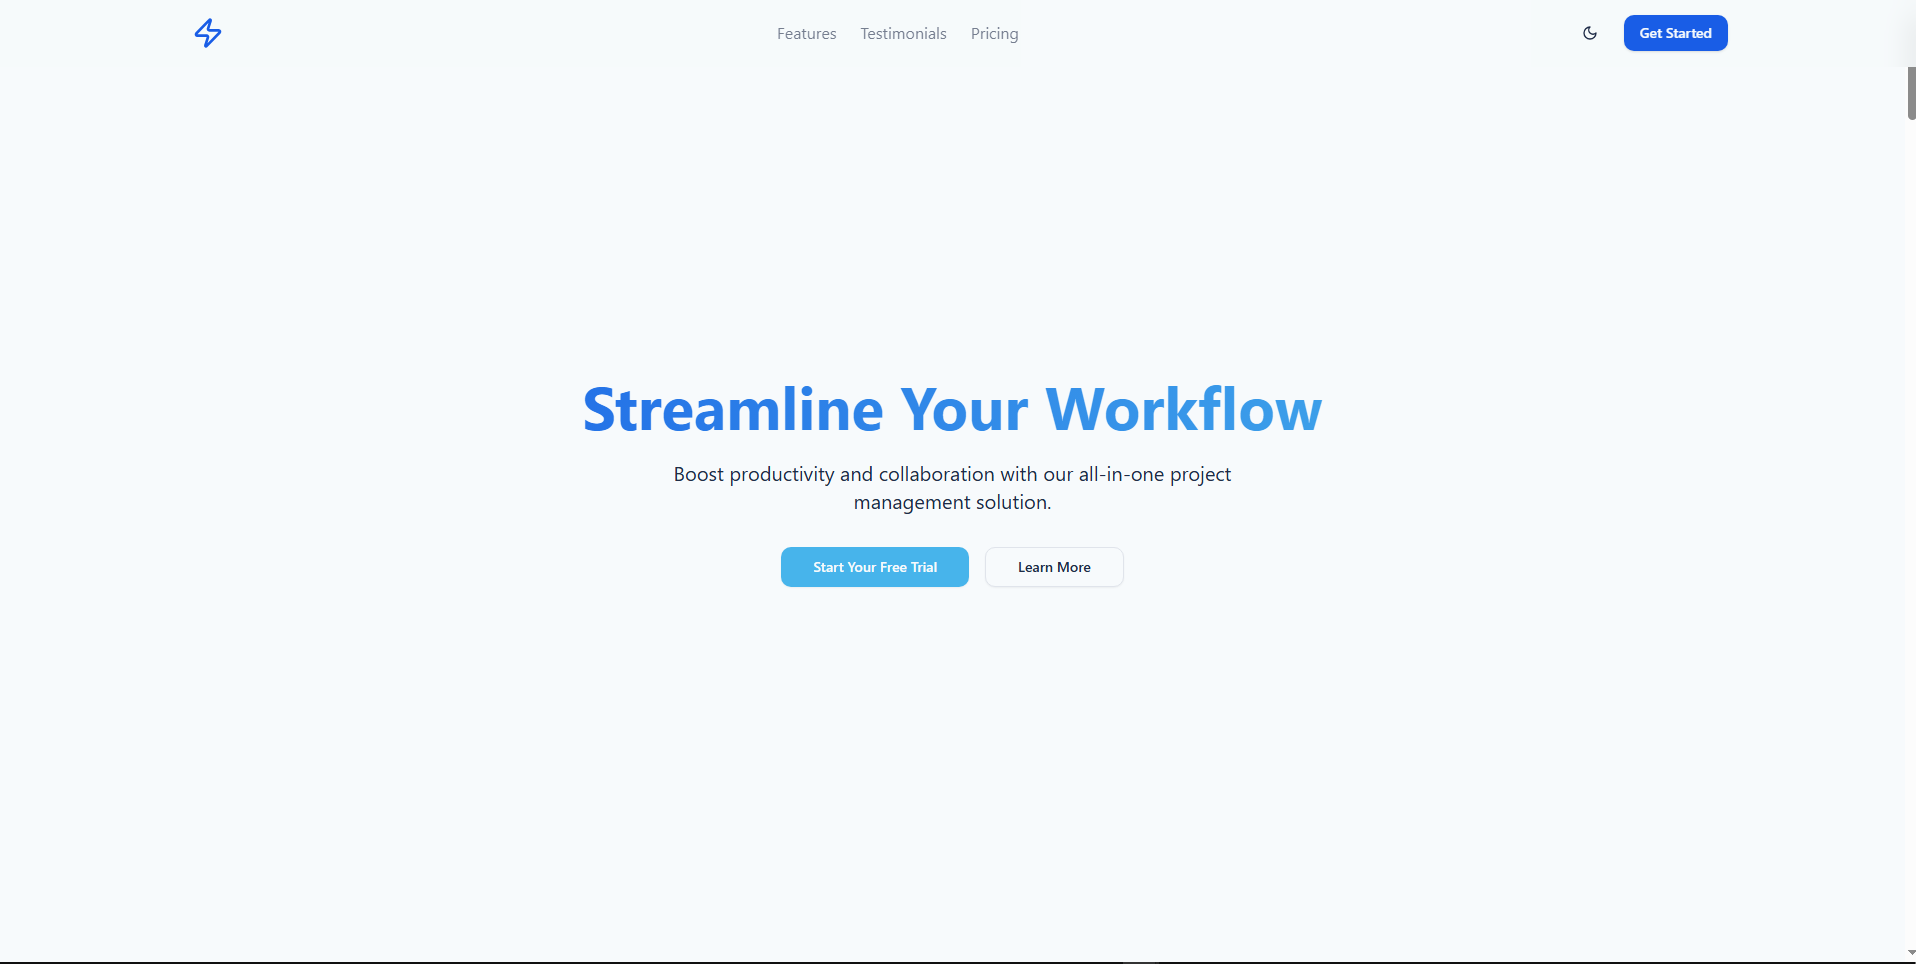 Features Testimonials Pricing Get Started
Streamline Your Workflow
Boost productivity and collaboration with our all-in-one project
management solution.
Start Your Free Trial Learn More